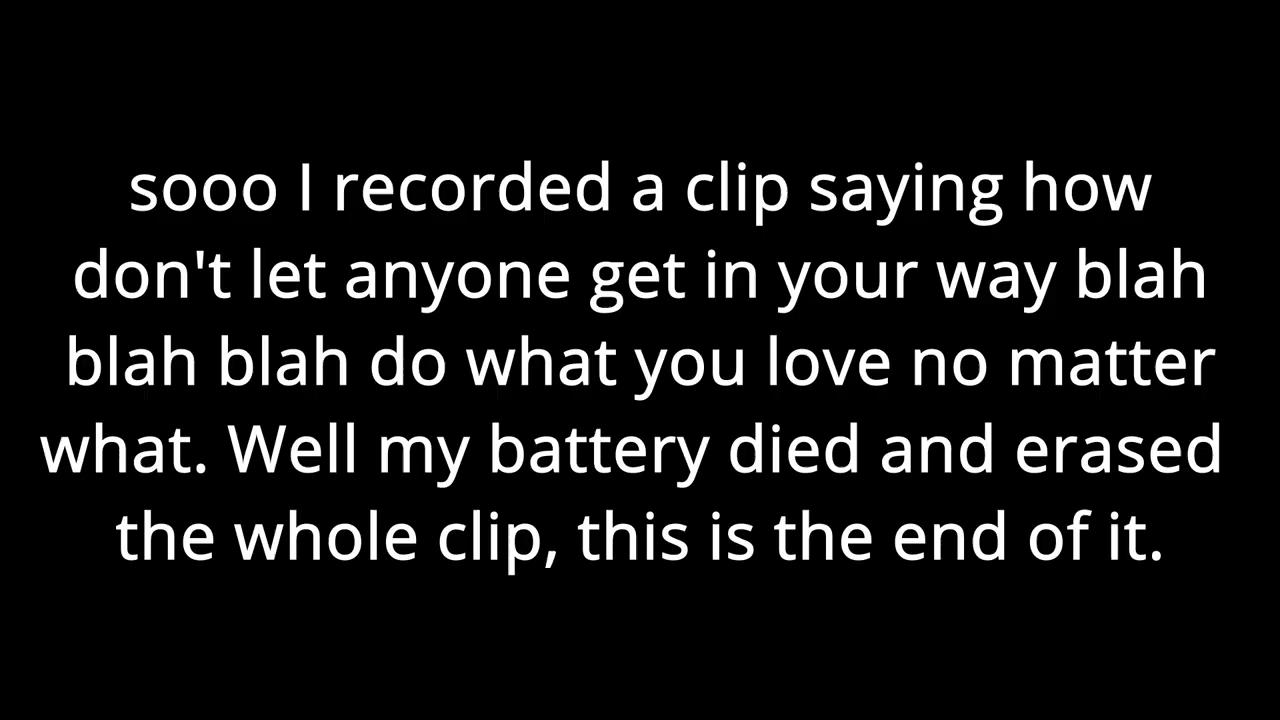 sooo I recorded a clip saying how
don't let anyone get in your way blah
blah blah do what you love no matter
what. Well my battery died and erased
the whole clip, this is the end of it.